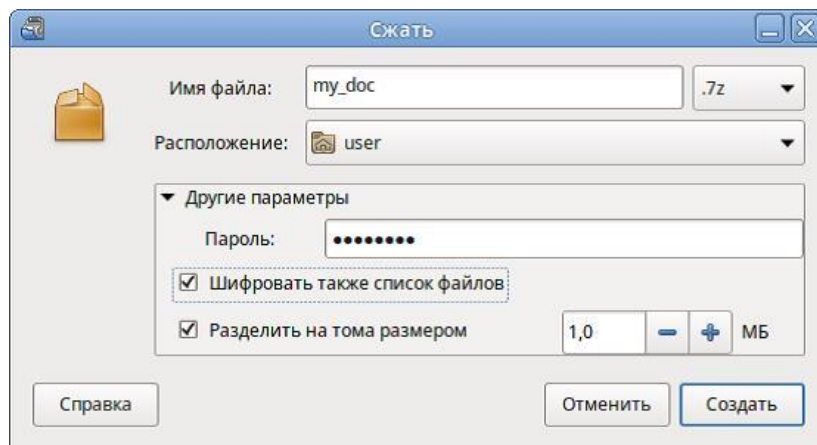 Сжать
Имя файла: my_doc .7z
Расположение: user
Другие параметры
Пароль: ••••••••
Шифровать также список файлов
Разделить на тома размером 1,0 МБ
Справка Отменить Создать